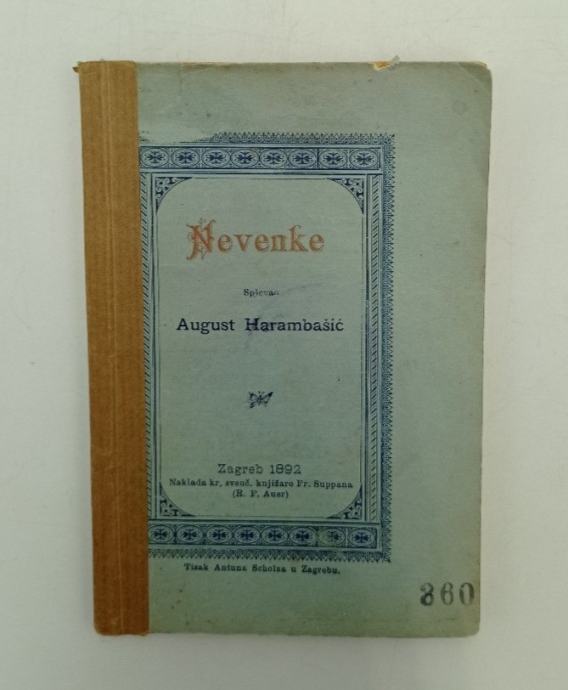 Nevenke
Spjevao
August Harambašić
Zagreb 1892
Naklada kr. sveuč. knjižare Fr. Suppana
(R. F. Auer)
Tisak Antuna Scholza u Zagrebu.
360